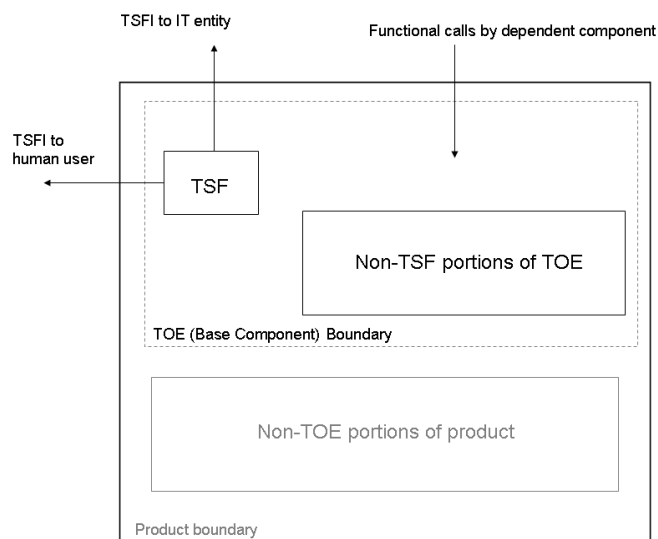 TSFI to IT entity
Functional calls by dependent component
TSFI to
human user
TSF
Non-TSF portions of TOE
TOE (Base Component) Boundary
Non-TOE portions of product
Product boundary